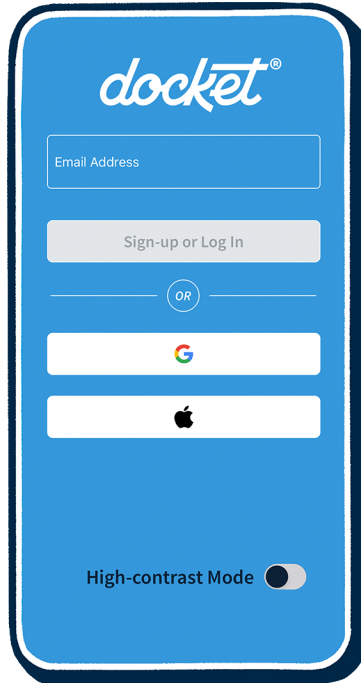 docket®
Email Address
Sign-up or Log In
OR
High-contrast Mode